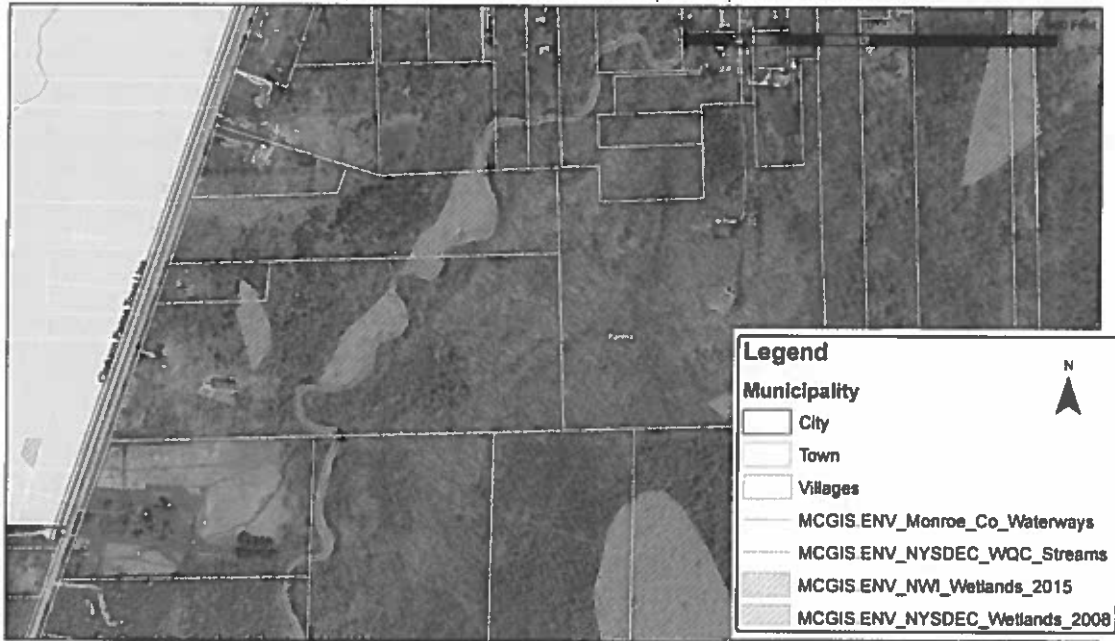 Legend
Municipality
N
City
Town
Villages
MCGIS.ENV_Monroe_Co_Waterways
MCGIS.ENV_NYSDEC_WQC_Streams
MCGIS.ENV_NWI_Wetlands_2015
MCGIS.ENV_NYSDEC_Wetlands_2008